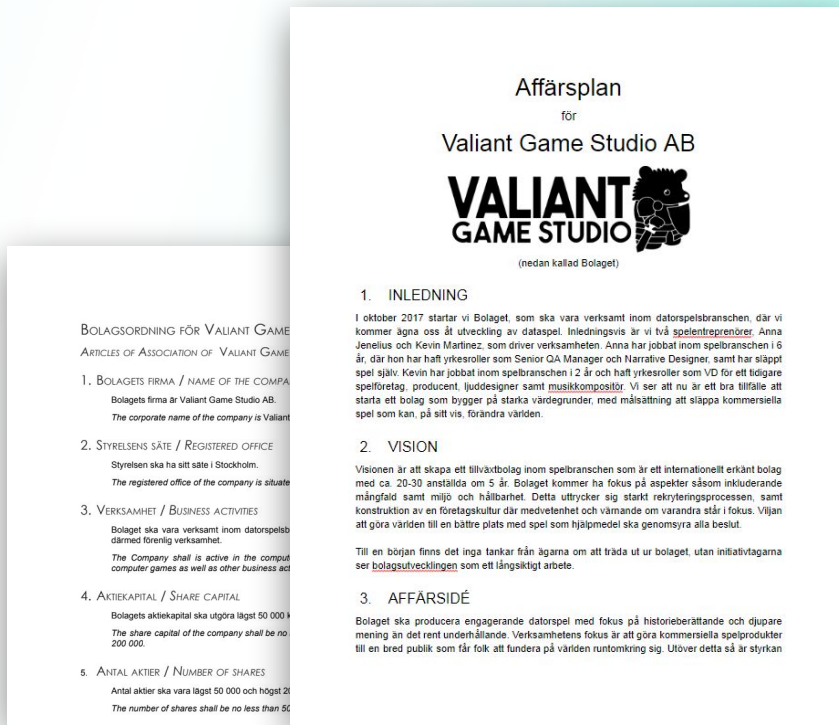 Affärsplan
för
Valiant Game Studio AB
VALIANT
GAME STUDIO
(nedan kallad Bolaget)
1. INLEDNING
I oktober 2017 startar vi Bolaget, som ska vara verksamt inom datorspelsbranschen, där vi
kommer ägna oss åt utveckling av dataspel. Inledningsvis är vi två spelentreprenörer, Anna
Jenelius och Kevin Martinez, som driver verksamheten. Anna har jobbat inom spelbranschen i 6
år, där hon har haft yrkesroller som Senior QA Manager och Narrative Designer, samt har släppt
spel själv. Kevin har jobbat inom spelbranschen i 2 år och haft yrksesroller som VD för ett tidigare
spelföretag, producent, ljuddesigner samt musikkompositör. Vi ser att nu är ett bra tillfälle att
starta ett bolag som bygger på starka värdegrunder, med målsättning att släppa kommersiella
spel som kan, på sitt vis, förändra världen.
2. VISION
Visionen är att skapa ett tillväxtbolag inom spelbranschen som är ett internationellt erkänt bolag
med ca. 20-30 anställda om 5 år. Bolaget kommer ha fokus på aspekter såsom inkluderande
mångfald samt miljö och hållbarhet. Detta uttrycker sig starkt rekryteringsprocessen, samt
konstruktion av en företagskultur där medvetenhet och värnande om varandra står i fokus. Viljan
att göra världen till en bättre plats med spel som hjälpmedel ska genomsyra alla beslut.
Till en början finns det inga tankar från ägarna om att träda ut ur bolaget, utan initiativtagarna
ser bolagsutvecklingen som ett långsiktigt arbete.
3. AFFÄRSIDÉ
Bolaget ska producera engagerande datorspel med fokus på historieberättande och djupare
mening än det rent underhållande. Verksamhetens fokus är att göra kommersiella spelprodukter
till en bred publik som får folk att fundera på världen runtomkring sig. Utöver detta så är styrkan
BOLAGSORDNING FÖR VALIANT GAME
ARTICLES OF ASSOCIATION OF VALIANT GAME
1. BOLAGETS FIRMA / NAME OF THE COMPA
Bolagets firma är Valiant Game Studio AB.
The corporate name of the company is Valiant
2. STYRELSENS SÄTE / REGISTERED OFFICE
Styrelsen ska ha sitt säte i Stockholm.
The registered office of the company is situate
3. VERKSAMHET / BUSINESS ACTIVITIES
Bolaget ska vara verksamt inom datorspelsb
därmed förenlig verksamhet.
The Company shall is active in the comput
computer games as well as other business act
4. AKTIEKAPITAL / SHARE CAPITAL
Bolagets aktiekapital ska utgöra lägst 50 000 k
The share capital of the company shall be no
200 000.
5. ANTAL AKTIER / NUMBER OF SHARES
Antal aktier ska vara lägst 50 000 och högst 20
The number of shares shall be no less than 50